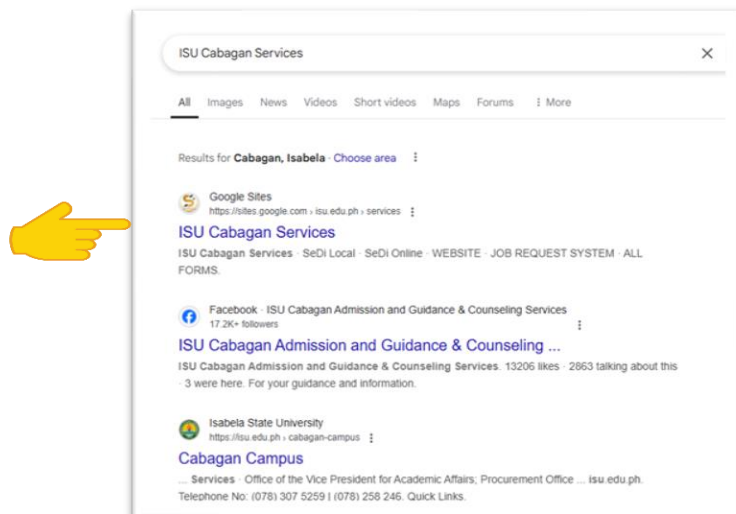 ISU Cabagan Services
All Images News Videos Short videos Maps Forums More
Results for Cabagan, Isabela · Choose area
Google Sites
https://sites.google.com › isu.edu.ph › services
ISU Cabagan Services
ISU Cabagan Services · SeDi Local · SeDi Online · WEBSITE · JOB REQUEST SYSTEM · ALL
FORMS.
Facebook · ISU Cabagan Admission and Guidance & Counseling Services
17.2K+ followers
ISU Cabagan Admission and Guidance & Counseling ...
ISU Cabagan Admission and Guidance & Counseling Services. 13206 likes · 2863 talking about this
· 3 were here. For your guidance and information.
Isabela State University
https://isu.edu.ph › cabagan-campus
Cabagan Campus
... Services · Office of the Vice President for Academic Affairs; Procurement Office ... isu.edu.ph.
Telephone No: (078) 307 5259 | (078) 258 246. Quick Links.